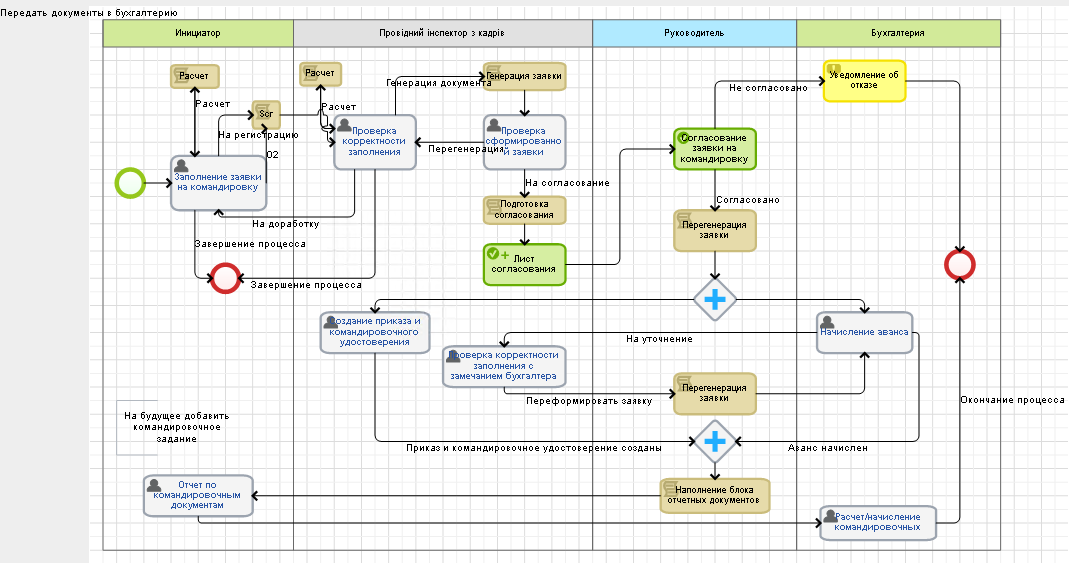 Передать документы в бухгалтерию
Инициатор
Провідний інспектор з кадрів
Руководитель
Бухгалтерия
Расчет
Расчет
Генерация заявки
Уведомление об
отказе
Генерация документа
Не согласовано
Расчет
Scr
Расчет
На регистрацию
02
Проверка
корректности
заполнения
Перегенерация
Проверка
сформированно
й заявки
Согласование
заявки на
командировку
Заполнение заявки
на командировку
На согласование
Согласовано
Подготовка
согласования
На доработку
Перегенерация
заявки
Завершение процесса
Лист
согласования
Завершение процесса
Создание приказа и
командировочного
удостоверения
Начисление аванса
На уточнение
Проверка корректности
заполнения с
замечанием бухгалтера
Перегенерация
заявки
Переформировать заявку
Окончание процесса
На будущее добавить
командировочное
задание
Приказ и командировочное удостоверение созданы
Аванс начислен
Отчет по
командировочным
документам
Наполнение блока
отчетных документов
Расчет/начисление
командировочных